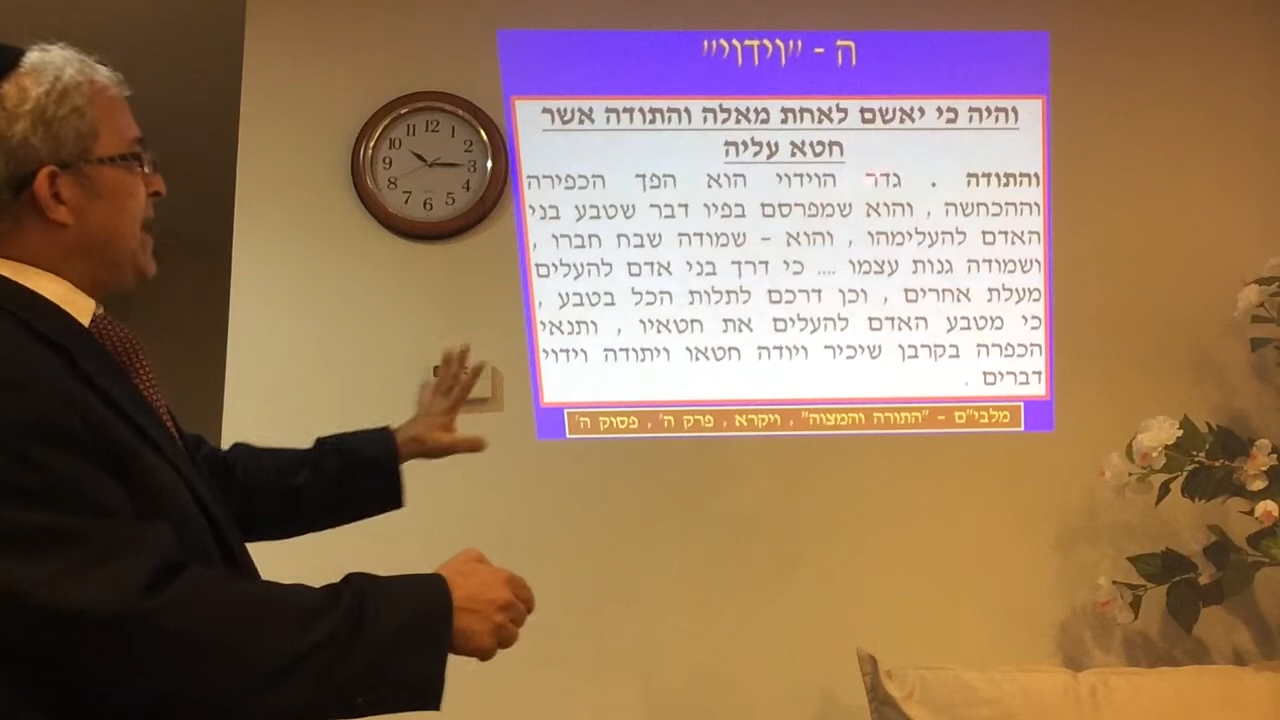 ה - "וידוי"
והיה כי יאשם לאחת מאלה והתודה אשר
חטא עליה
והתודה . גדר הוידוי הוא הפך הכפירה
וההכחשה , והוא שמפרסם בפיו דבר שטבע בני
האדם להעלימהו , והוא – שמודה שבח חברו ,
ושמודה גנות עצמו .... כי דרך בני אדם להעלים
מעלת אחרים , וכן דרכם לתלות הכל בטבע ,
כי מטבע האדם להעלים את חטאיו , ותנאי
הכפרה בקרבן שיכיר ויודה חטאו ויתודה וידוי
דברים .
מלבי"ם – "התורה והמצוה" , ויקרא , פרק ה' , פסוק ה'
12
1
2
3
4
5
6
7
8
9
10
11